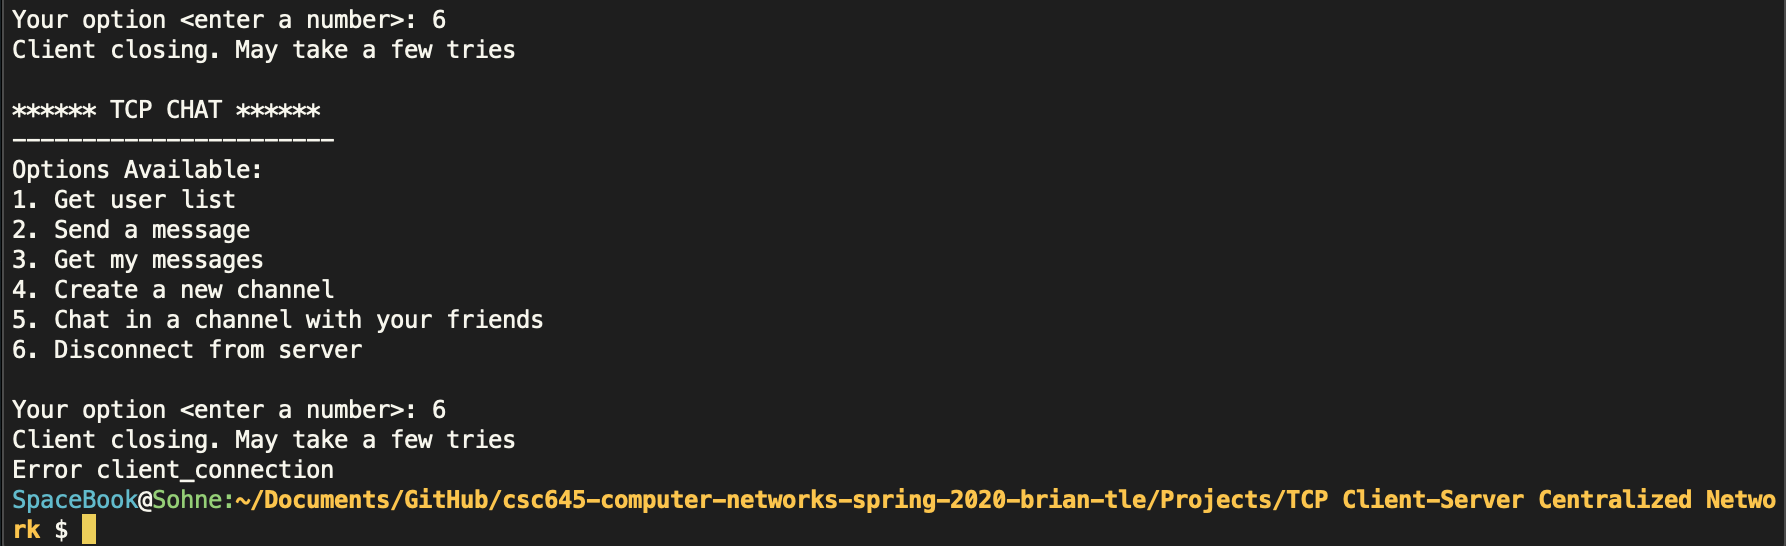 Your option <enter a number>: 6
Client closing. May take a few tries
****** TCP CHAT ******
-----------------------
Options Available:
1. Get user list
2. Send a message
3. Get my messages
4. Create a new channel
5. Chat in a channel with your friends
6. Disconnect from server
Your option <enter a number>: 6
Client closing. May take a few tries
Error client_connection
SpaceBook@Sohne:~/Documents/GitHub/csc645-computer-networks-spring-2020-brian-tle/Projects/TCP Client-Server Centralized Netwo
rk $